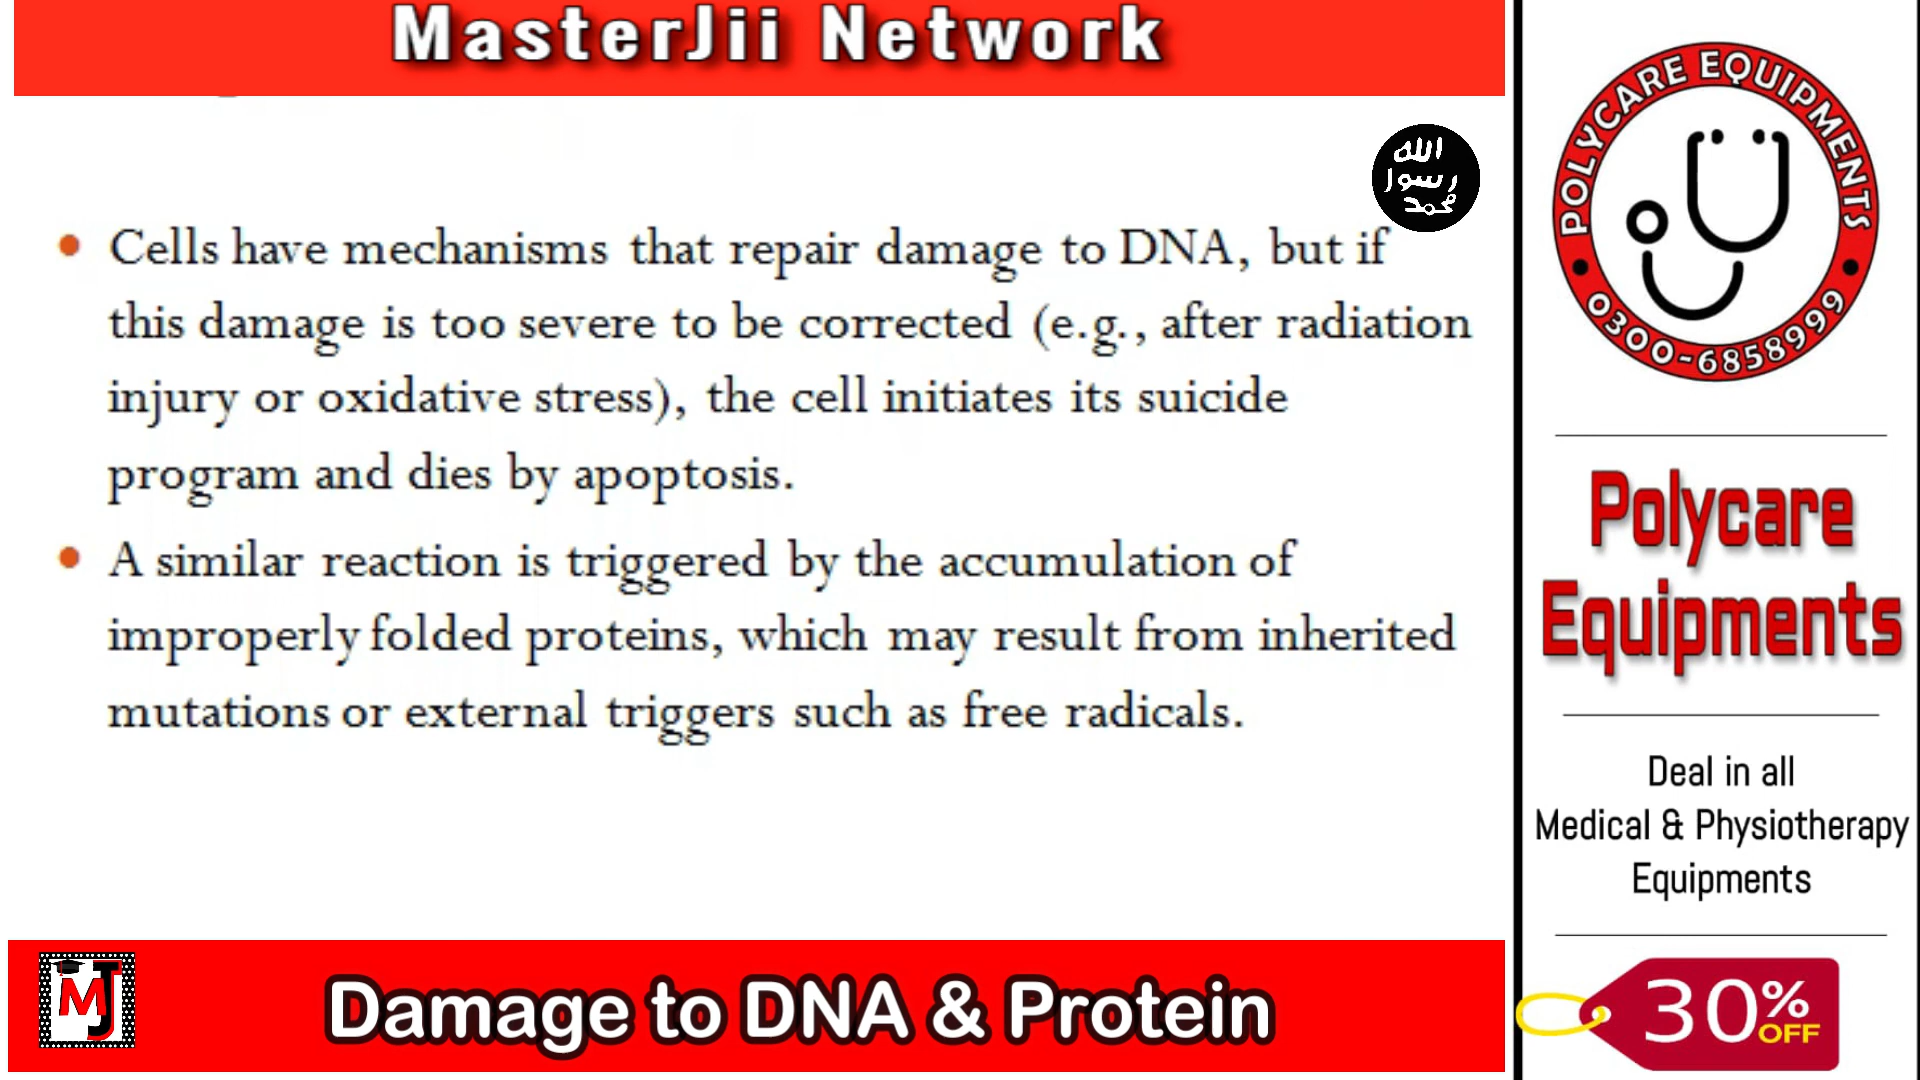 MasterJii Network
الله
رسول
محمد
• Cells have mechanisms that repair damage to DNA, but if
this damage is too severe to be corrected (e.g., after radiation
injury or oxidative stress), the cell initiates its suicide
program and dies by apoptosis.
• A similar reaction is triggered by the accumulation of
improperly folded proteins, which may result from inherited
mutations or external triggers such as free radicals.
MJ
Damage to DNA & Protein
POLYCARE EQUIPMENTS
0300-6858999
Polycare
Equipments
Deal in all
Medical & Physiotherapy
Equipments
30%
OFF